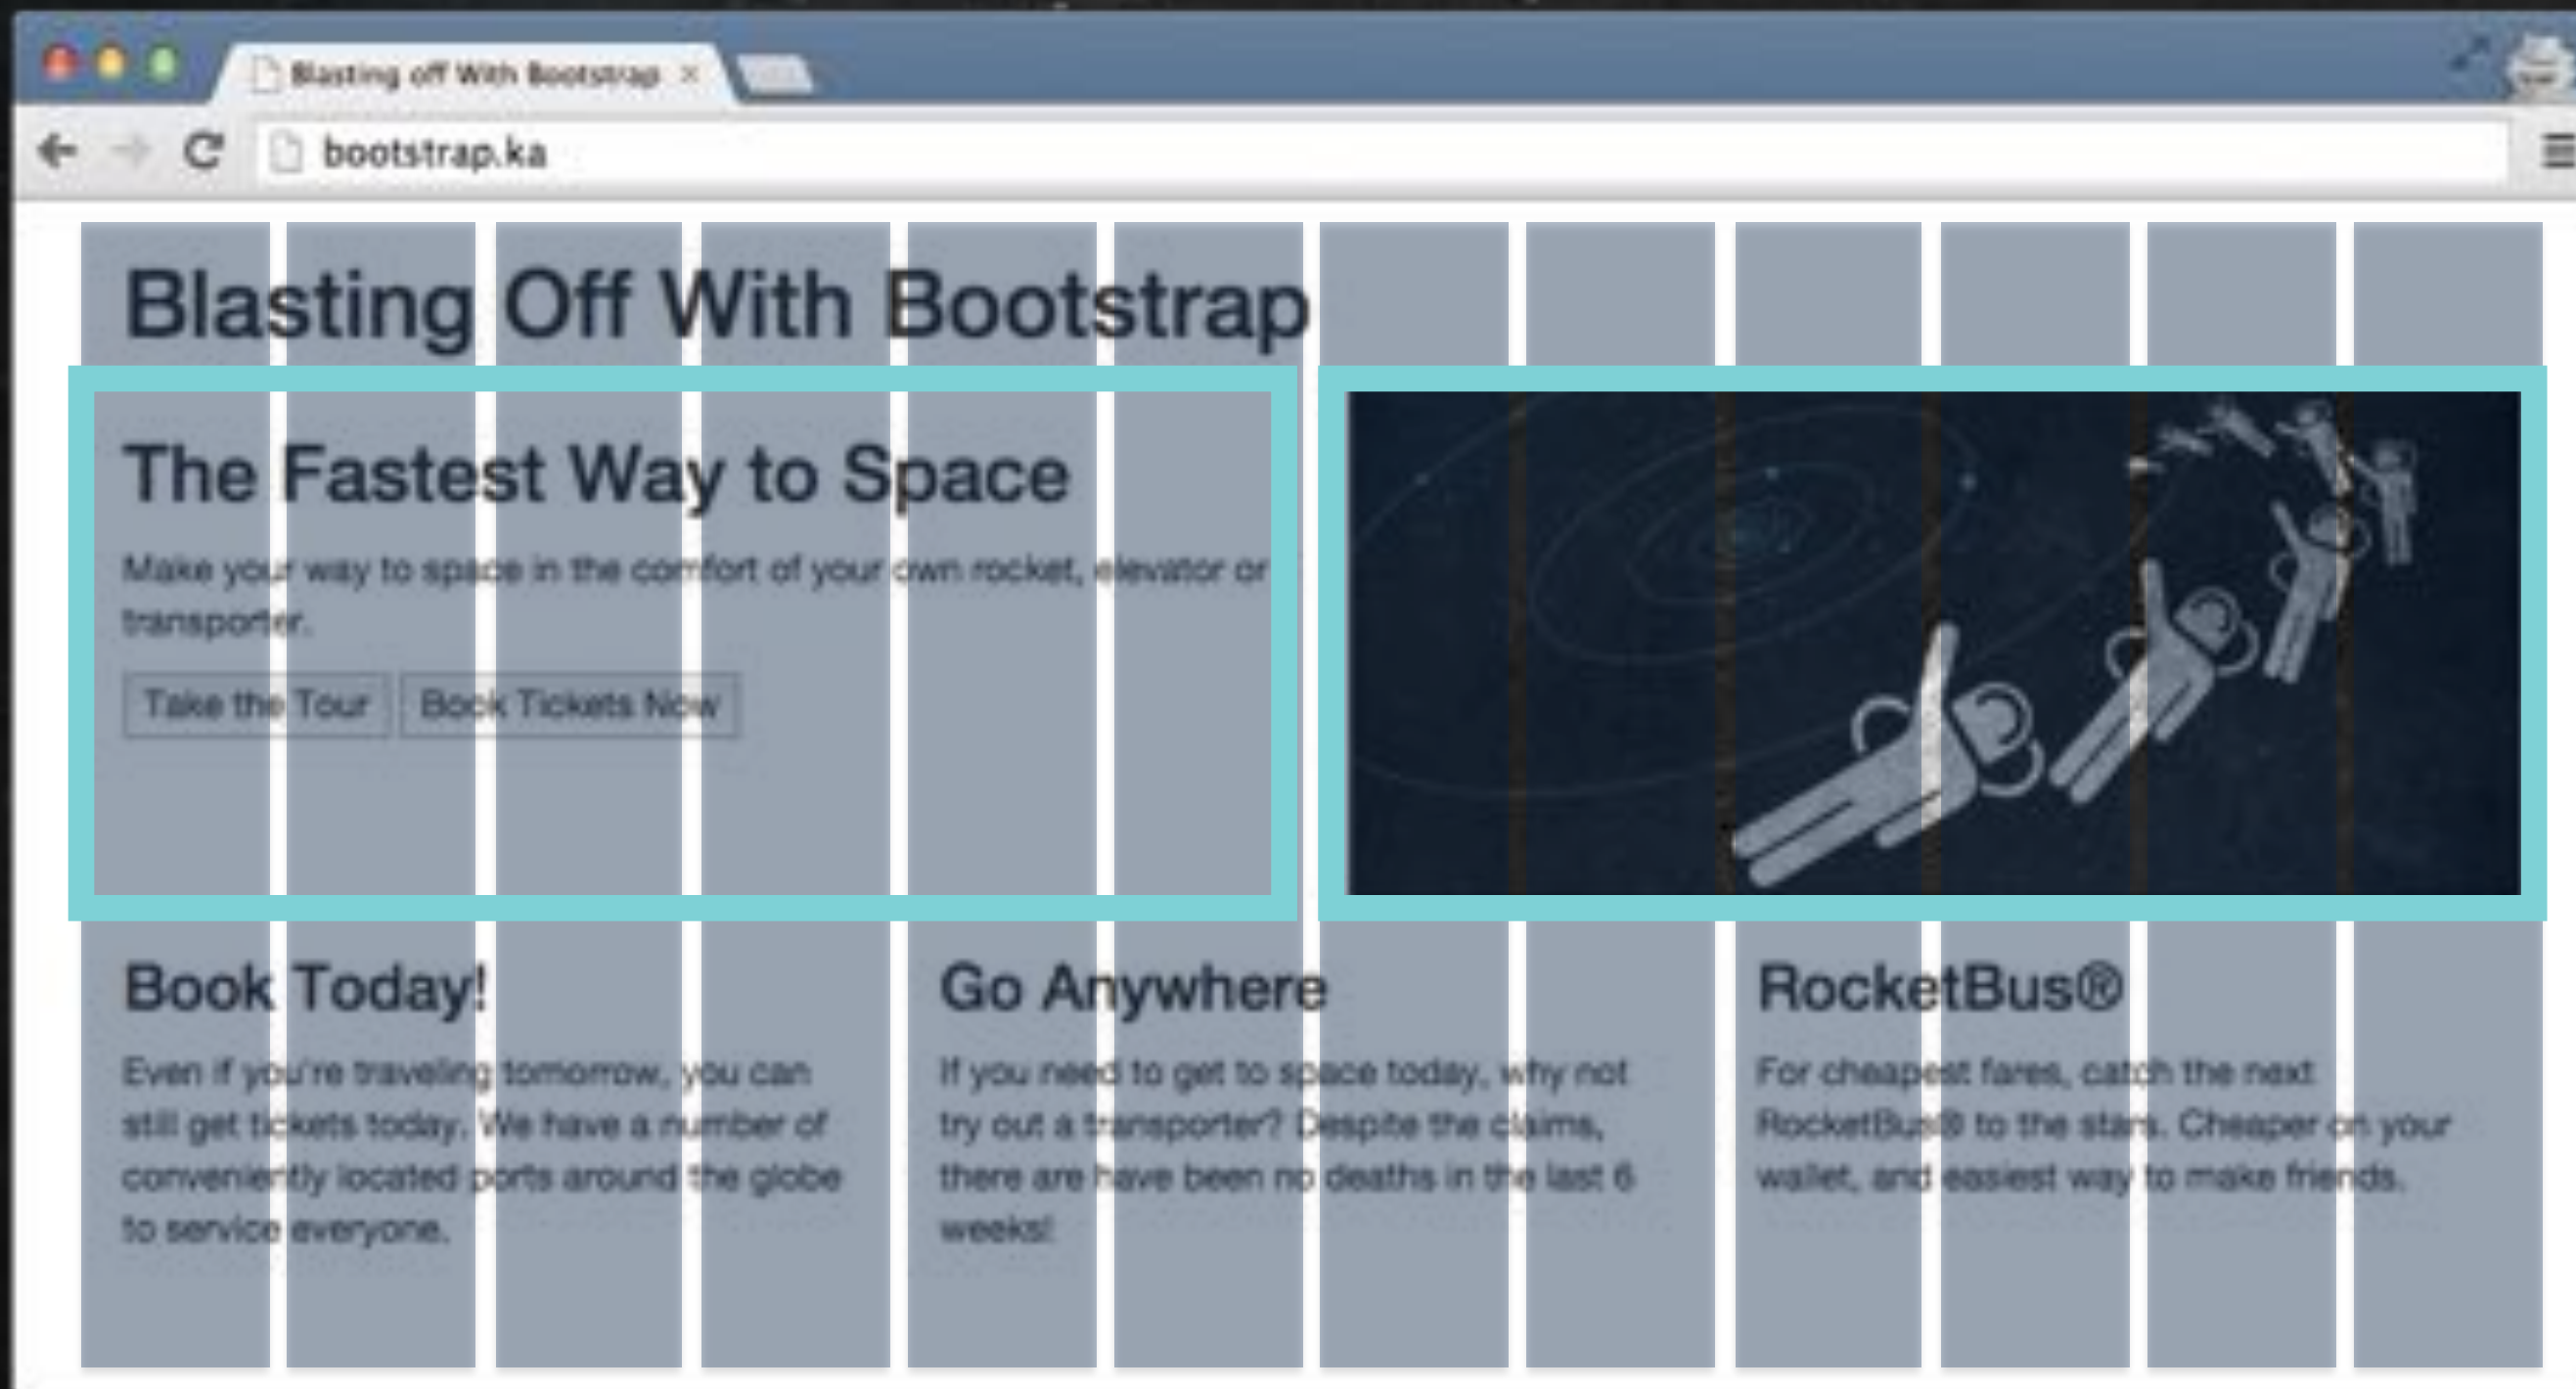 Blasting off With Bootstrap ×
bootstrap.ka
Blasting Off With Bootstrap
The Fastest Way to Space
Make your way to space in the comfort of your own rocket, elevator or
transporter.
Take the Tour
Book Tickets Now
Book Today!
Even if you're traveling tomorrow, you can
still get tickets today. We have a number of
conveniently located ports around the globe
to service everyone.
Go Anywhere
If you need to get to space today, why not
try out a transporter? Despite the claims,
there are have been no deaths in the last 6
weeks!
RocketBus®
For cheapest fares, catch the next
RocketBus® to the stars. Cheaper on your
wallet, and easiest way to make friends.